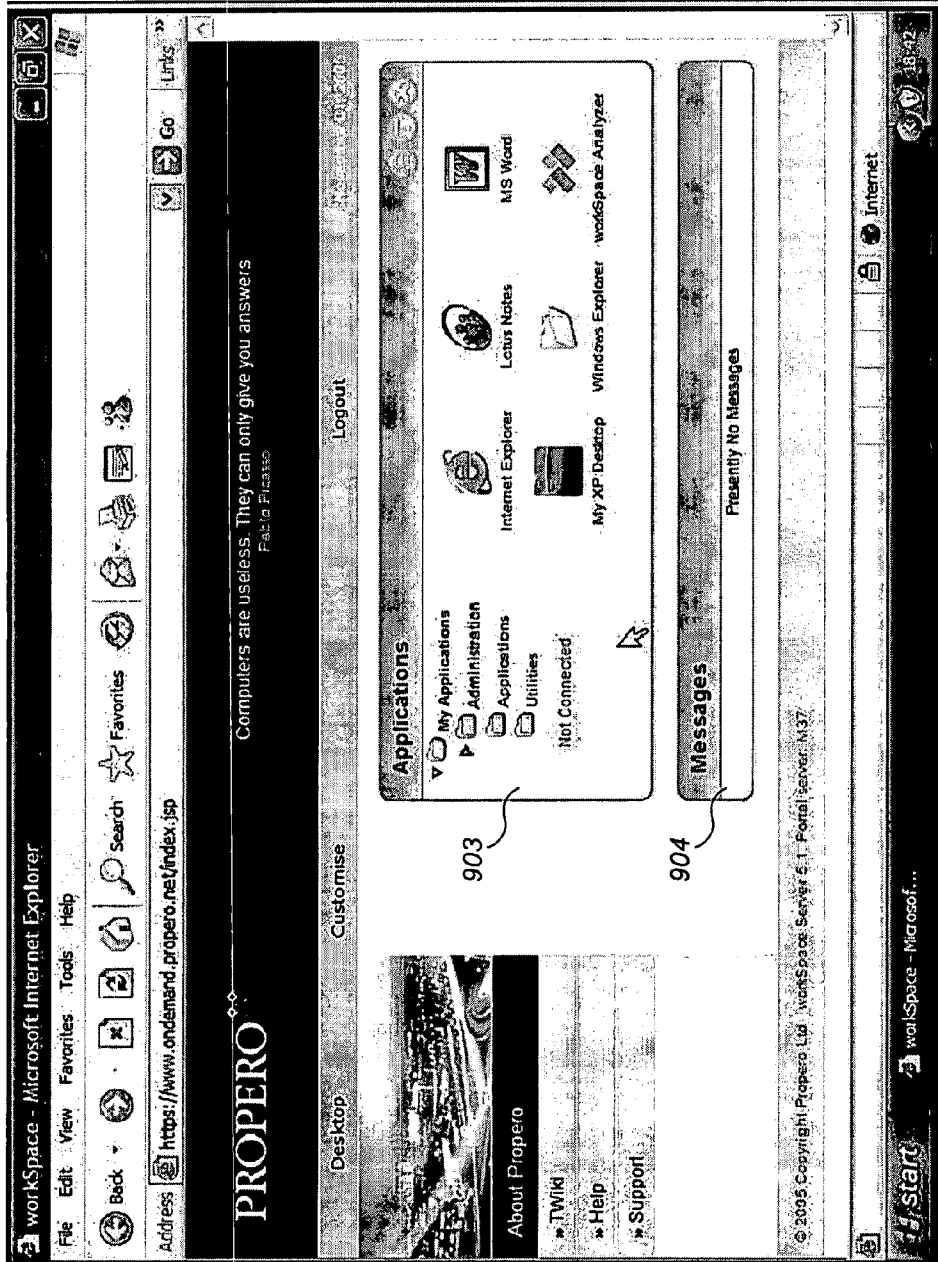 workSpace - Microsoft Internet Explorer
File Edit View Favorites Tools Help
Back Search Favorites
Address https://www.ondemand.propero.net/index.jsp Go Links »
PROPERO
Computers are useless. They can only give you answers
Pablo Picasso
Desktop Customise Logout
About Propero
» TWiki
» Help
» Support
Applications
My Applications
Administration
Applications
Utilities
Not Connected
Internet Explorer Lotus Notes MS Word
My XP Desktop Windows Explorer workSpace Analyzer
903
Messages
Presently No Messages
904
© 2005 Copyright Propero Ltd workSpace Server 5.1, Portal server: M37
Internet
start workSpace - Microsof... 18:42